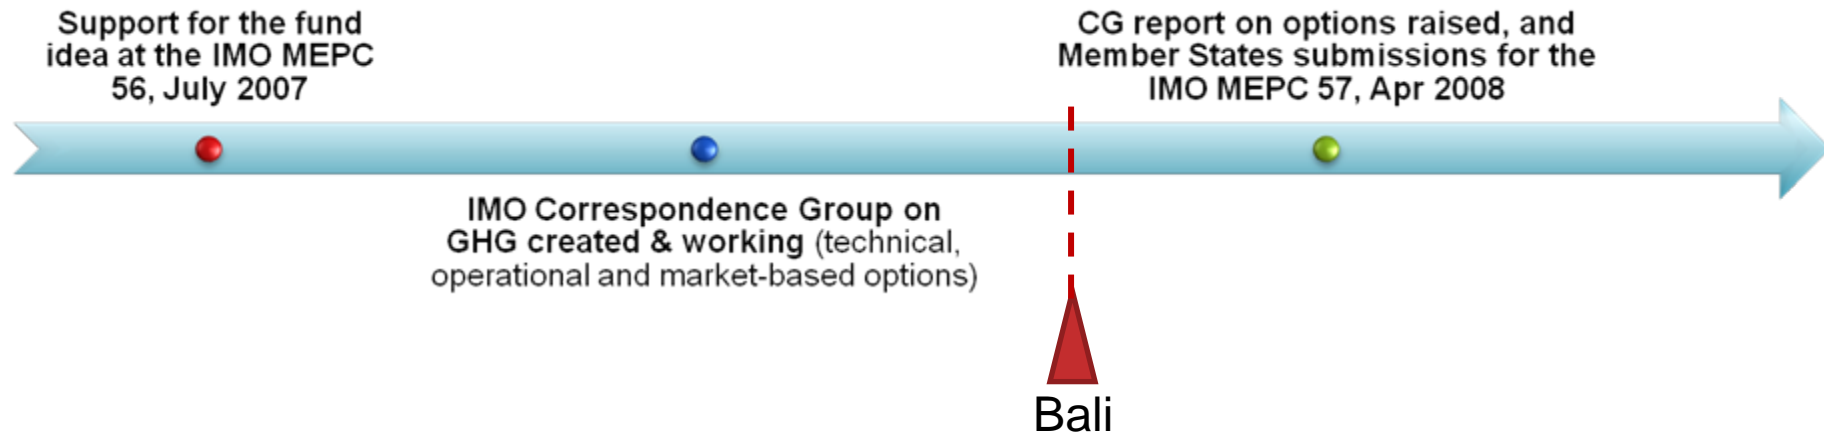 Support for the fund
idea at the IMO MEPC
56, July 2007
CG report on options raised, and
Member States submissions for the
IMO MEPC 57, Apr 2008
IMO Correspondence Group on
GHG created & working (technical,
operational and market-based options)
Bali